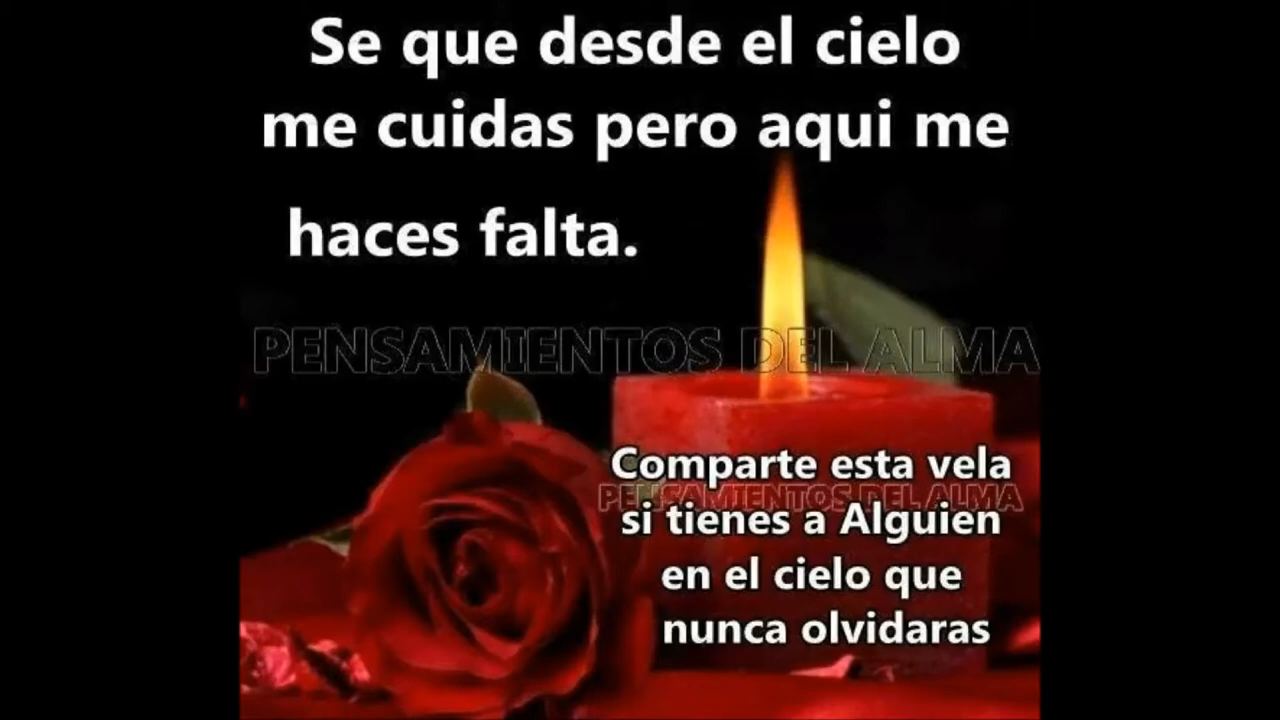 Se que desde el cielo
me cuidas pero aqui me
haces falta.
PENSAMIENTOS DEL ALMA
Comparte esta vela
PENSAMIENTOS DEL ALMA
si tienes a Alguien
en el cielo que
nunca olvidaras